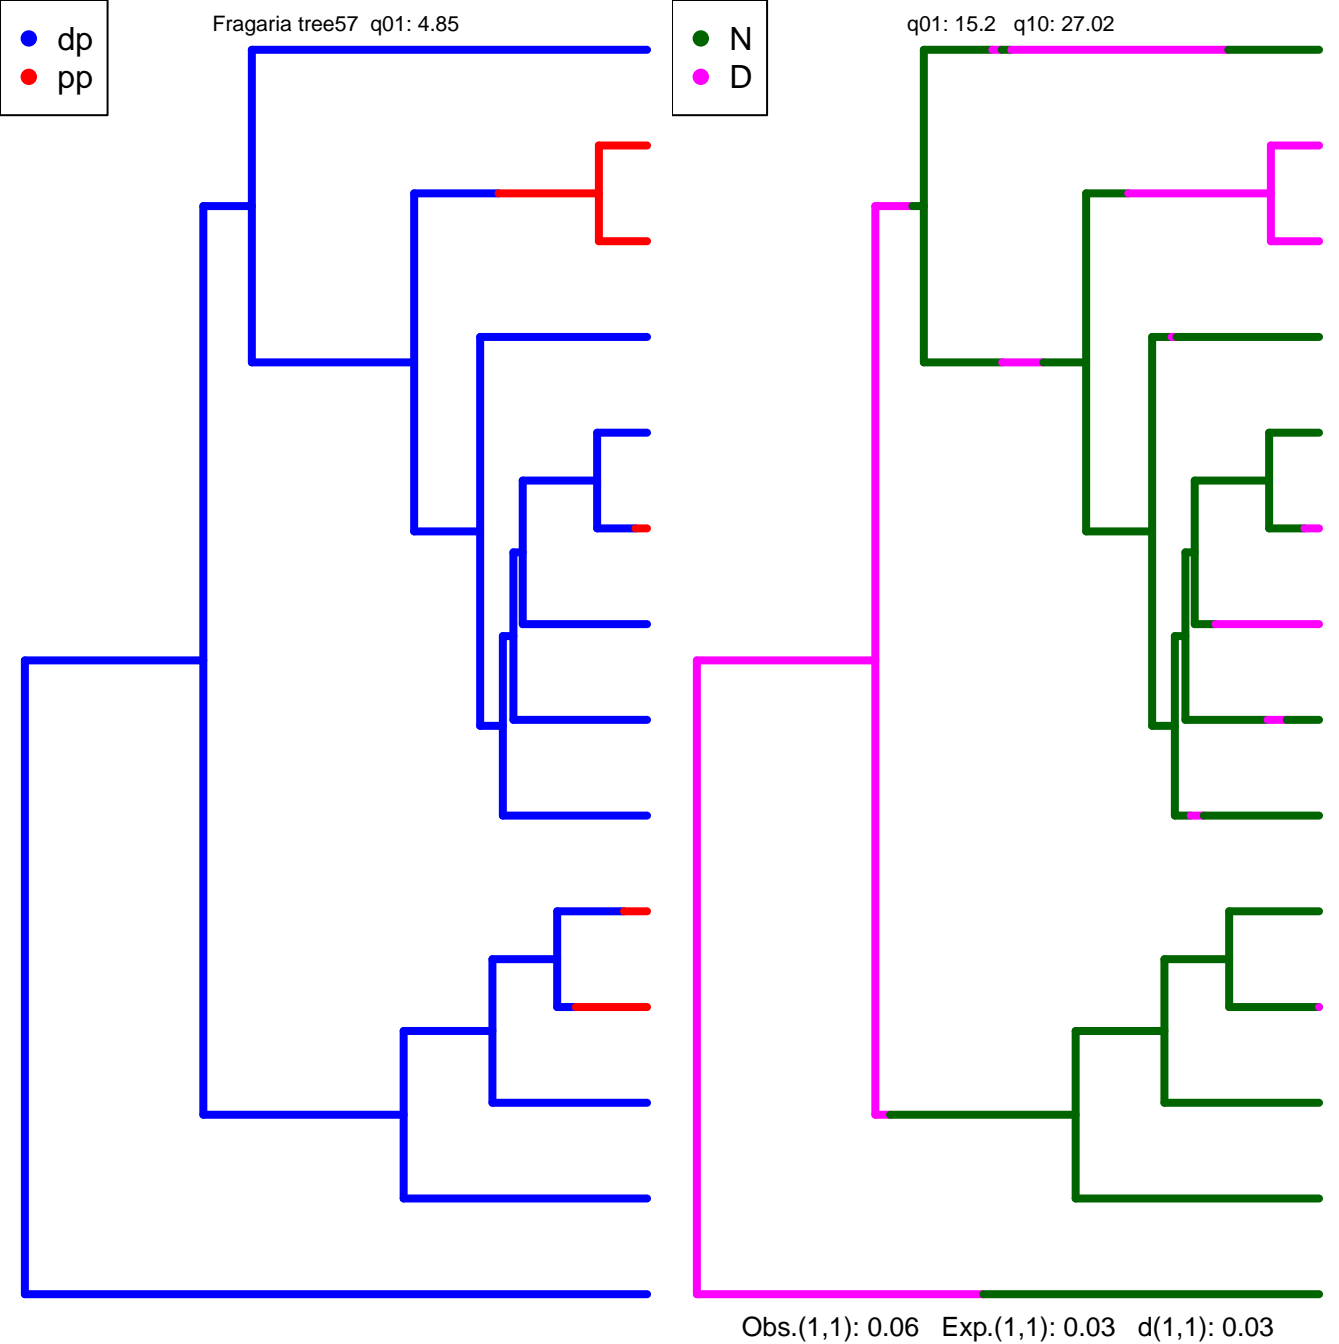 Fragaria tree57  q01: 4.85
dp
pp
q01: 15.2   q10: 27.02
N
D
Obs.(1,1): 0.06   Exp.(1,1): 0.03   d(1,1): 0.03